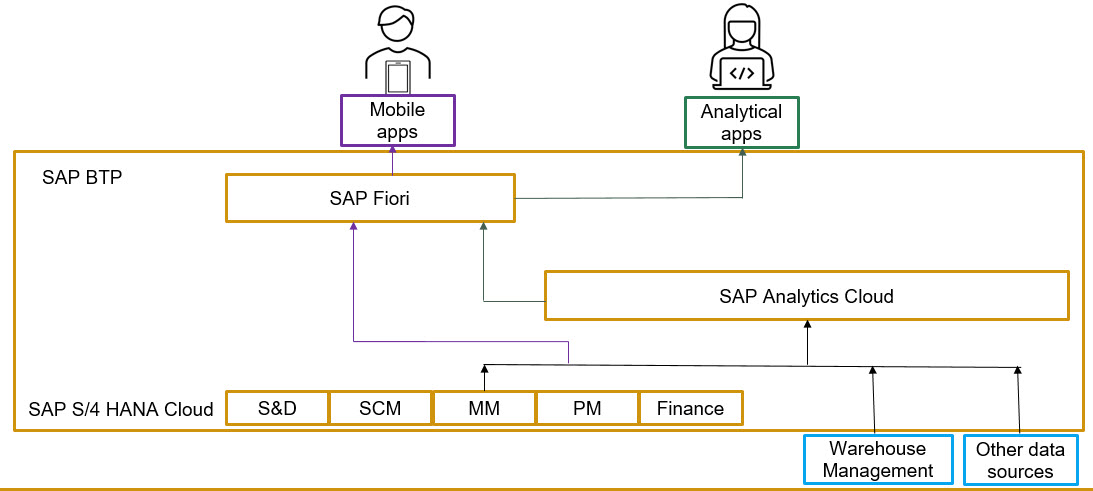 Mobile
apps
Analytical
apps
SAP BTP
SAP Fiori
</>
SAP Analytics Cloud
SAP S/4 HANA Cloud
S&D
SCM
MM
PM
Finance
Warehouse
Management
Other data
sources